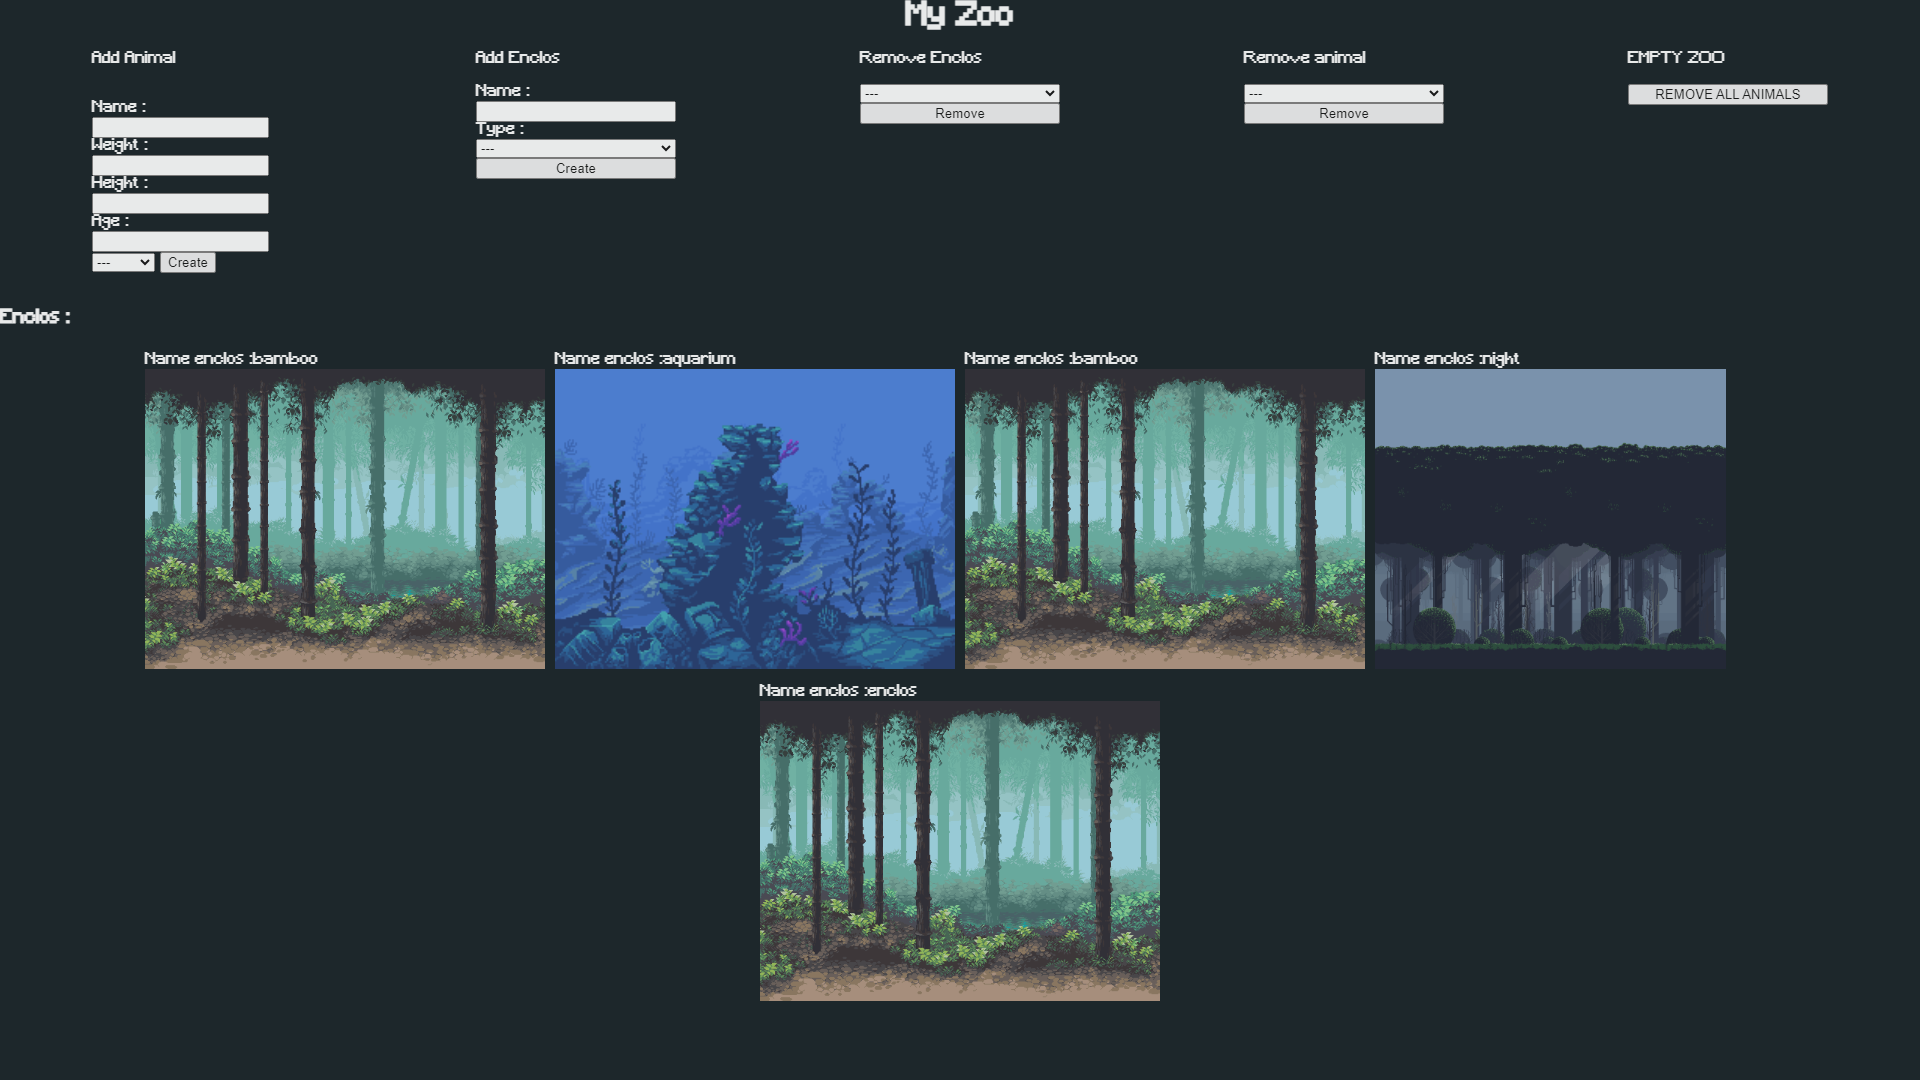 My Zoo
Add Animal
Name :
Weight :
Height :
Age :
---
Create
Add Enclos
Name :
Type :
---
Create
Remove Enclos
---
Remove
Remove animal
---
Remove
EMPTY ZOO
REMOVE ALL ANIMALS
Enclos :
Name enclos :bamboo
Name enclos :aquarium
Name enclos :bamboo
Name enclos :night
Name enclos :enclos